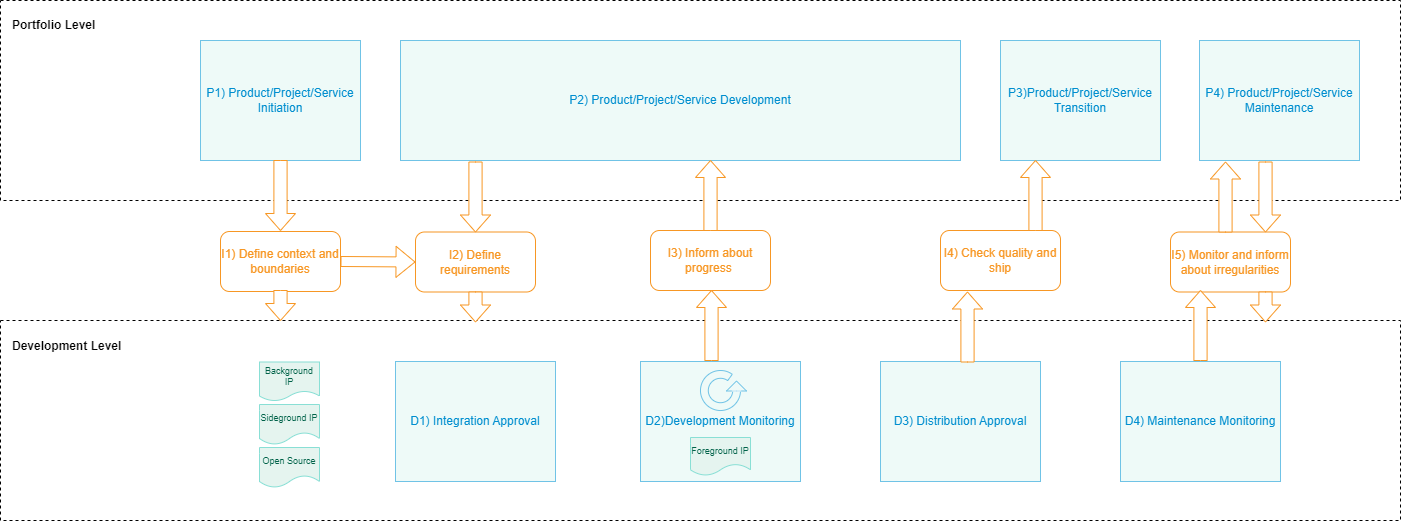 Portfolio Level
P1) Product/Project/Service
Initiation
P2) Product/Project/Service Development
P3)Product/Project/Service
Transition
P4) Product/Project/Service
Maintenance
I1) Define context and
boundaries
I2) Define
requirements
I3) Inform about
progress
I4) Check quality and
ship
I5) Monitor and inform
about irregularities
Development Level
Background
IP
Sideground IP
Open Source
D1) Integration Approval
D2)Development Monitoring
Foreground IP
D3) Distribution Approval
D4) Maintenance Monitoring